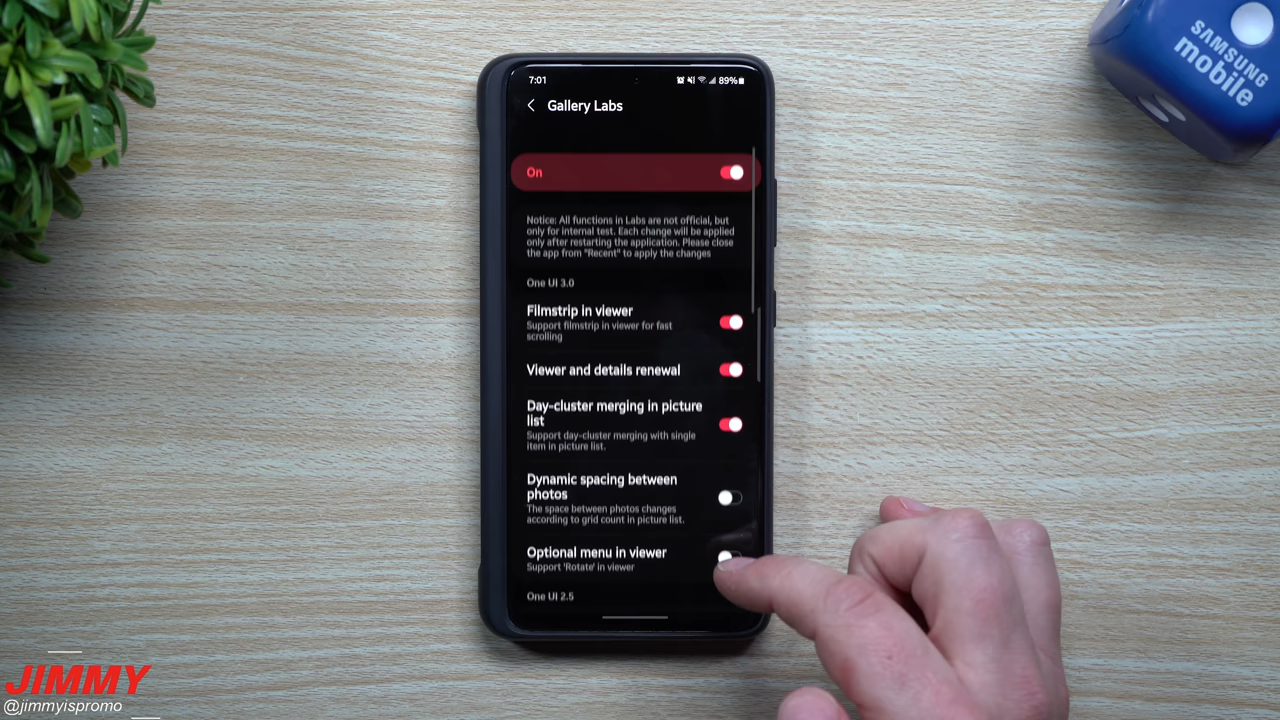 SAMSUNG
mobile
7:01
89%
Gallery Labs
On
Notice: All functions in Labs are not official, but
only for internal test. Each change will be applied
only after restarting the application. Please close
the app from "Recent" to apply the changes
One UI 3.0
Filmstrip in viewer
Support filmstrip in viewer for fast
scrolling
Viewer and details renewal
Day-cluster merging in picture
list
Support day-cluster merging with single
item in picture list.
Dynamic spacing between
photos
The space between photos changes
according to grid count in picture list.
Optional menu in viewer
Support 'Rotate' in viewer
One UI 2.5
JIMMY
@jimmyispromo